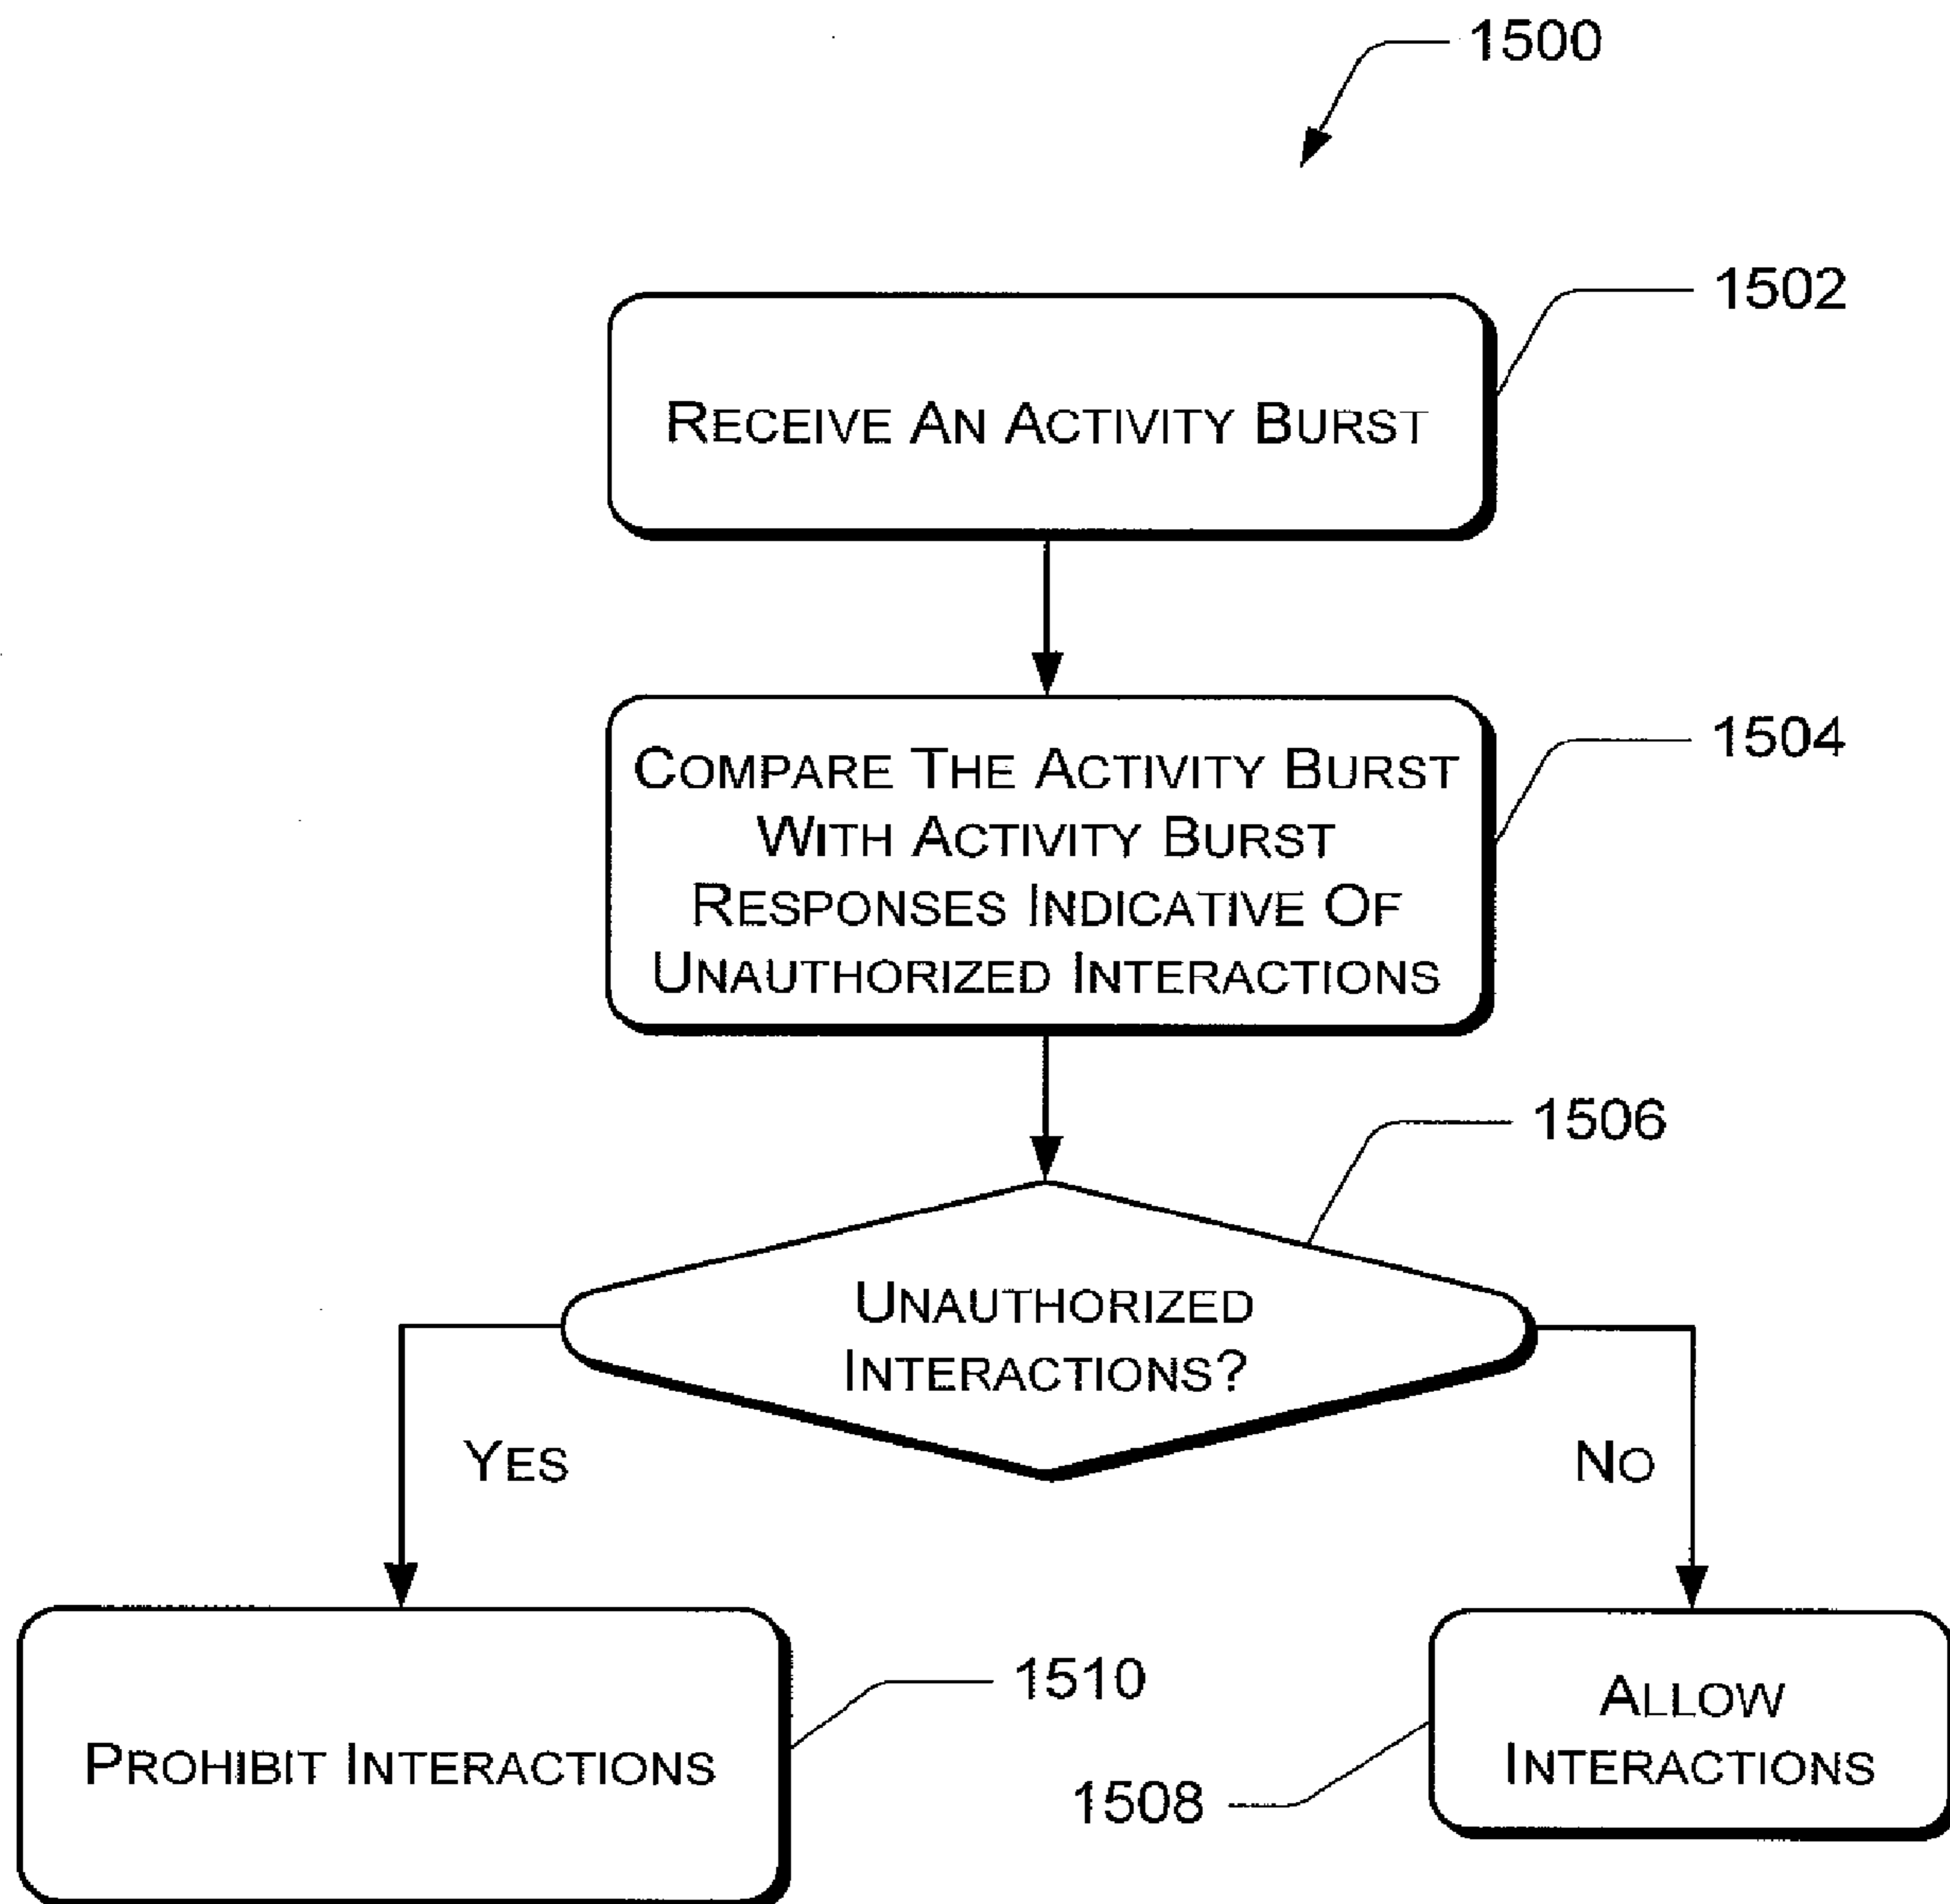 1500
1502
RECEIVE AN ACTIVITY BURST
1504
COMPARE THE ACTIVITY BURST
WITH ACTIVITY BURST
RESPONSES INDICATIVE OF
UNAUTHORIZED INTERACTIONS
1506
UNAUTHORIZED
INTERACTIONS?
YES
NO
1510
PROHIBIT INTERACTIONS
ALLOW
INTERACTIONS
1508